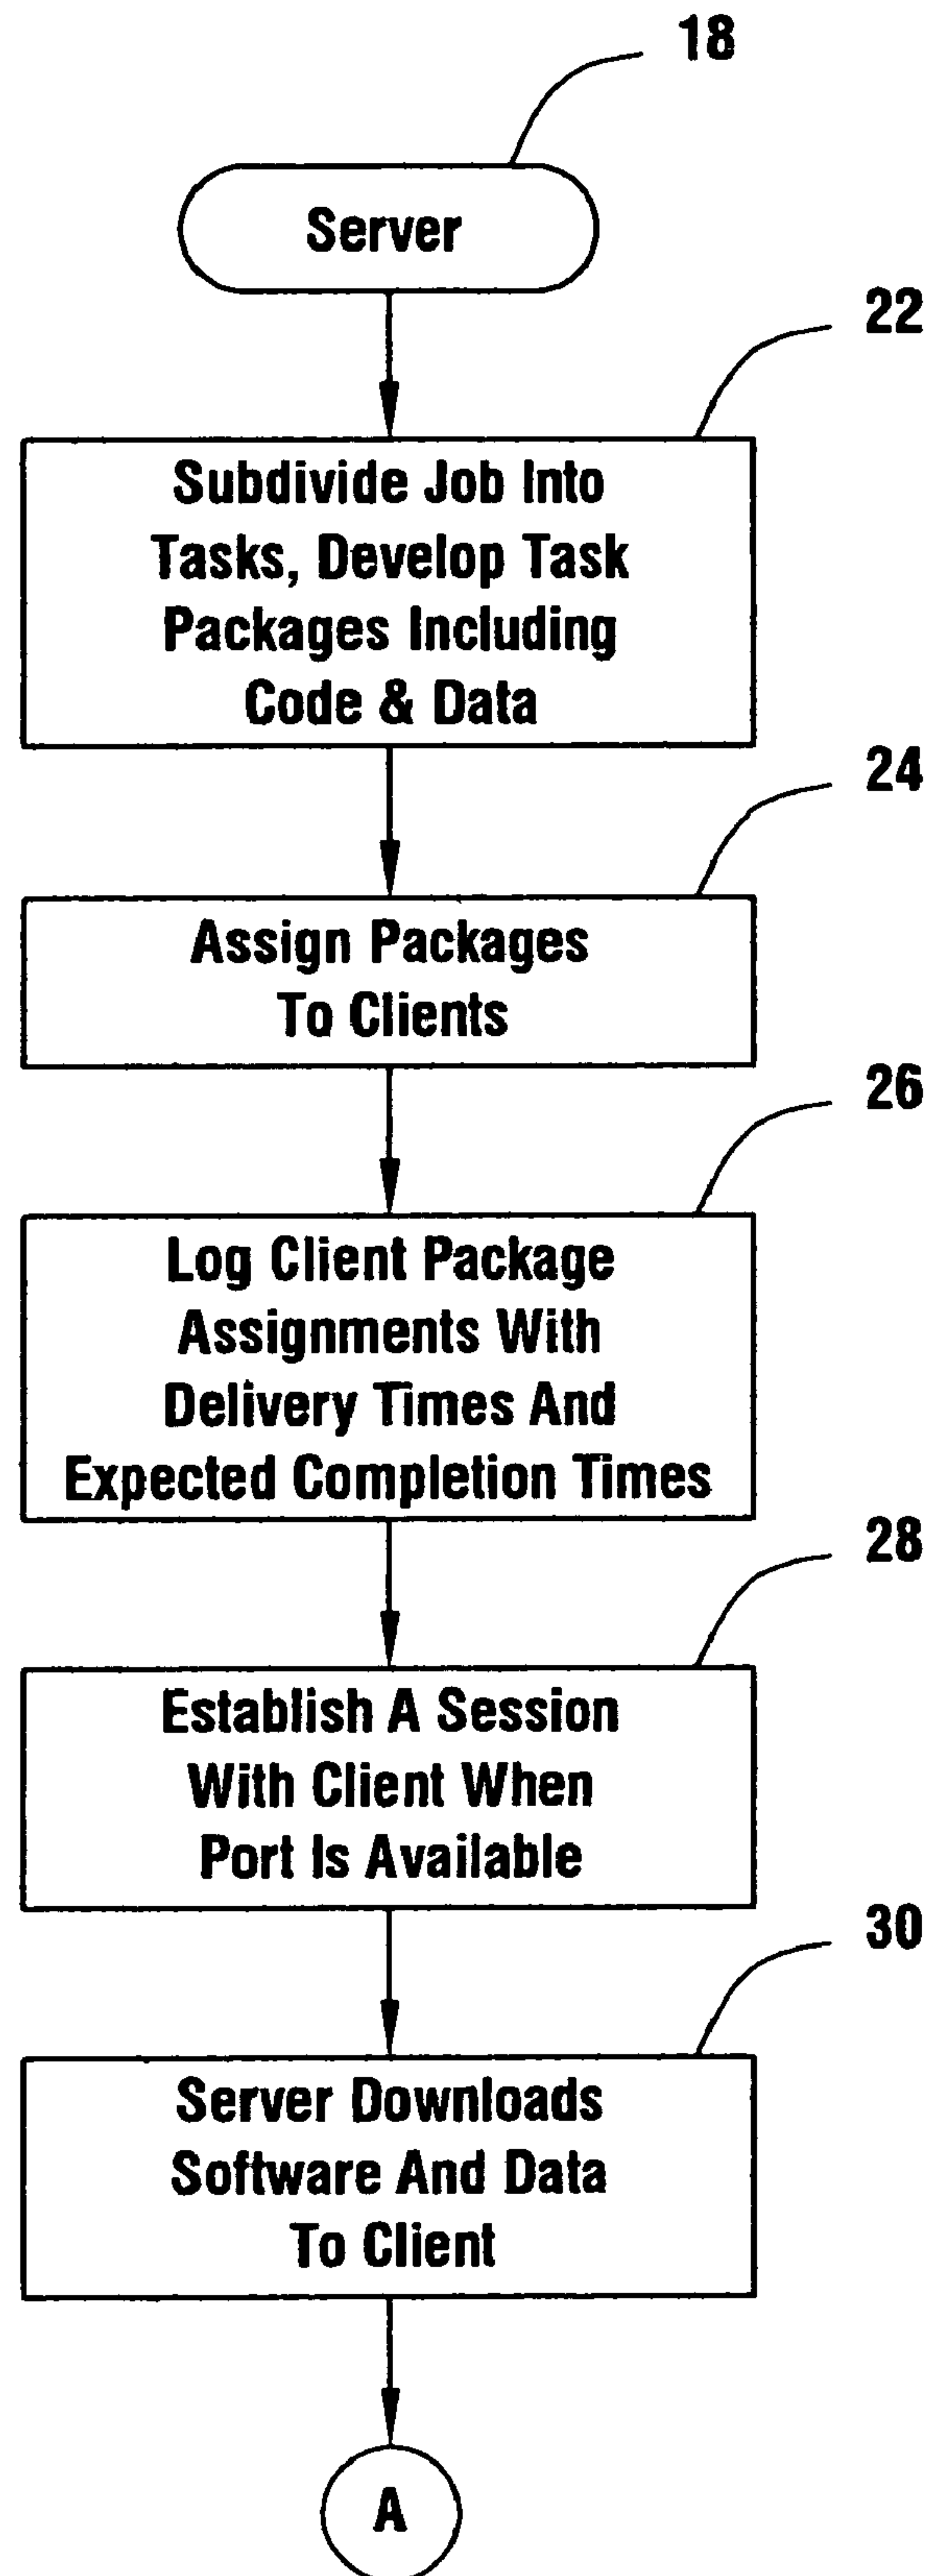 18
Server
22
Subdivide Job Into
Tasks, Develop Task
Packages Including
Code & Data
24
Assign Packages
To Clients
26
Log Client Package
Assignments With
Delivery Times And
Expected Completion Times
28
Establish A Session
With Client When
Port Is Available
30
Server Downloads
Software And Data
To Client
A